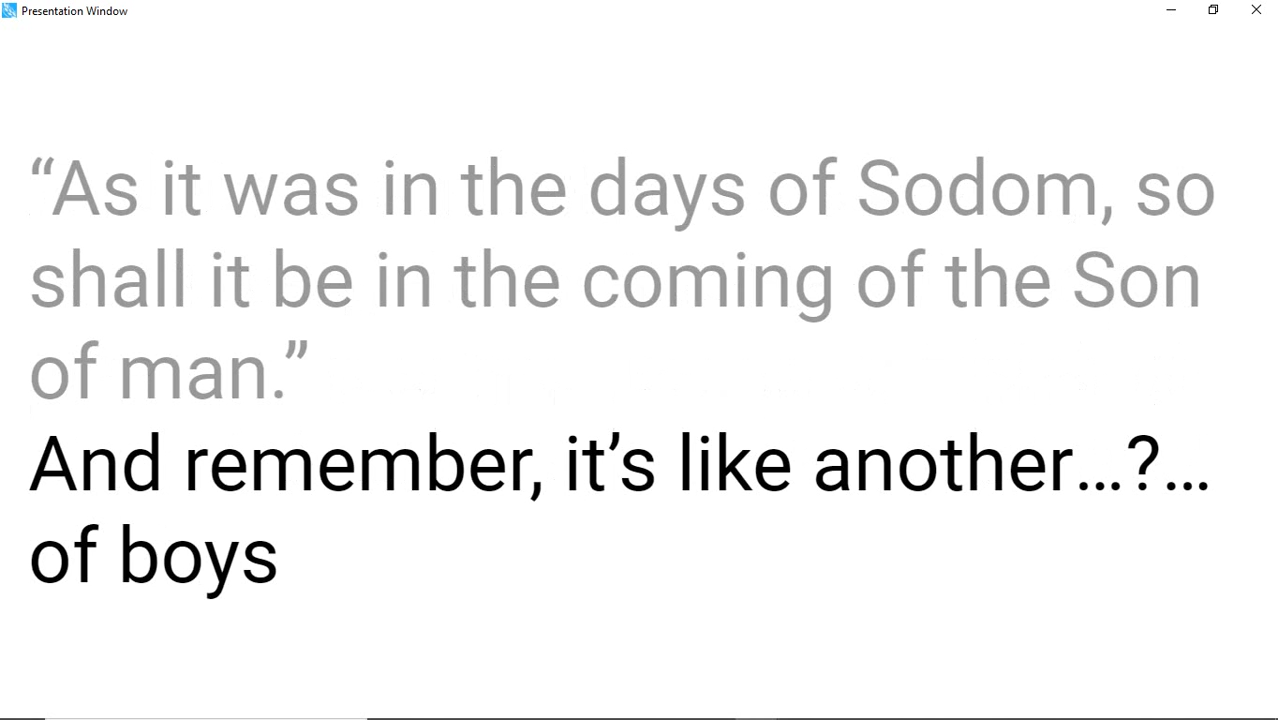 Presentation Window
“As it was in the days of Sodom, so
shall it be in the coming of the Son
of man.”
And remember, it’s like another…?…
of boys